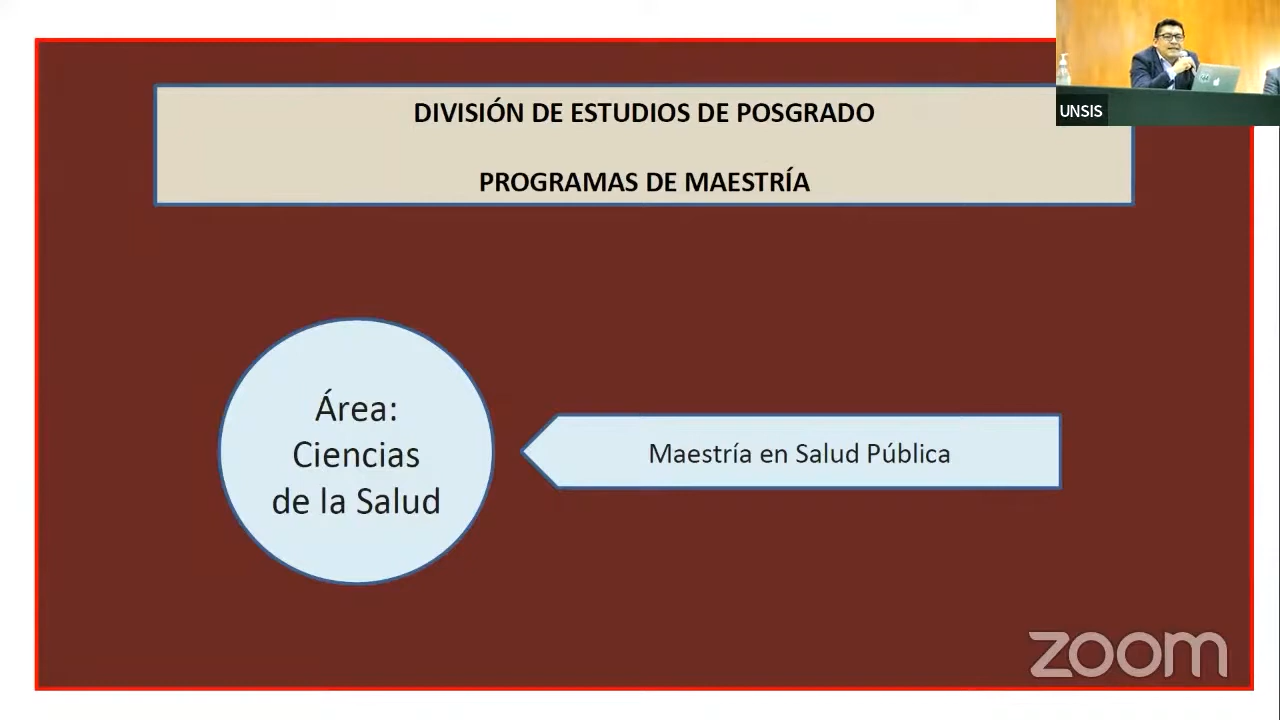 DIVISIÓN DE ESTUDIOS DE POSGRADO
PROGRAMAS DE MAESTRÍA
UNSIS
Área:
Ciencias
de la Salud
Maestría en Salud Pública
zoom